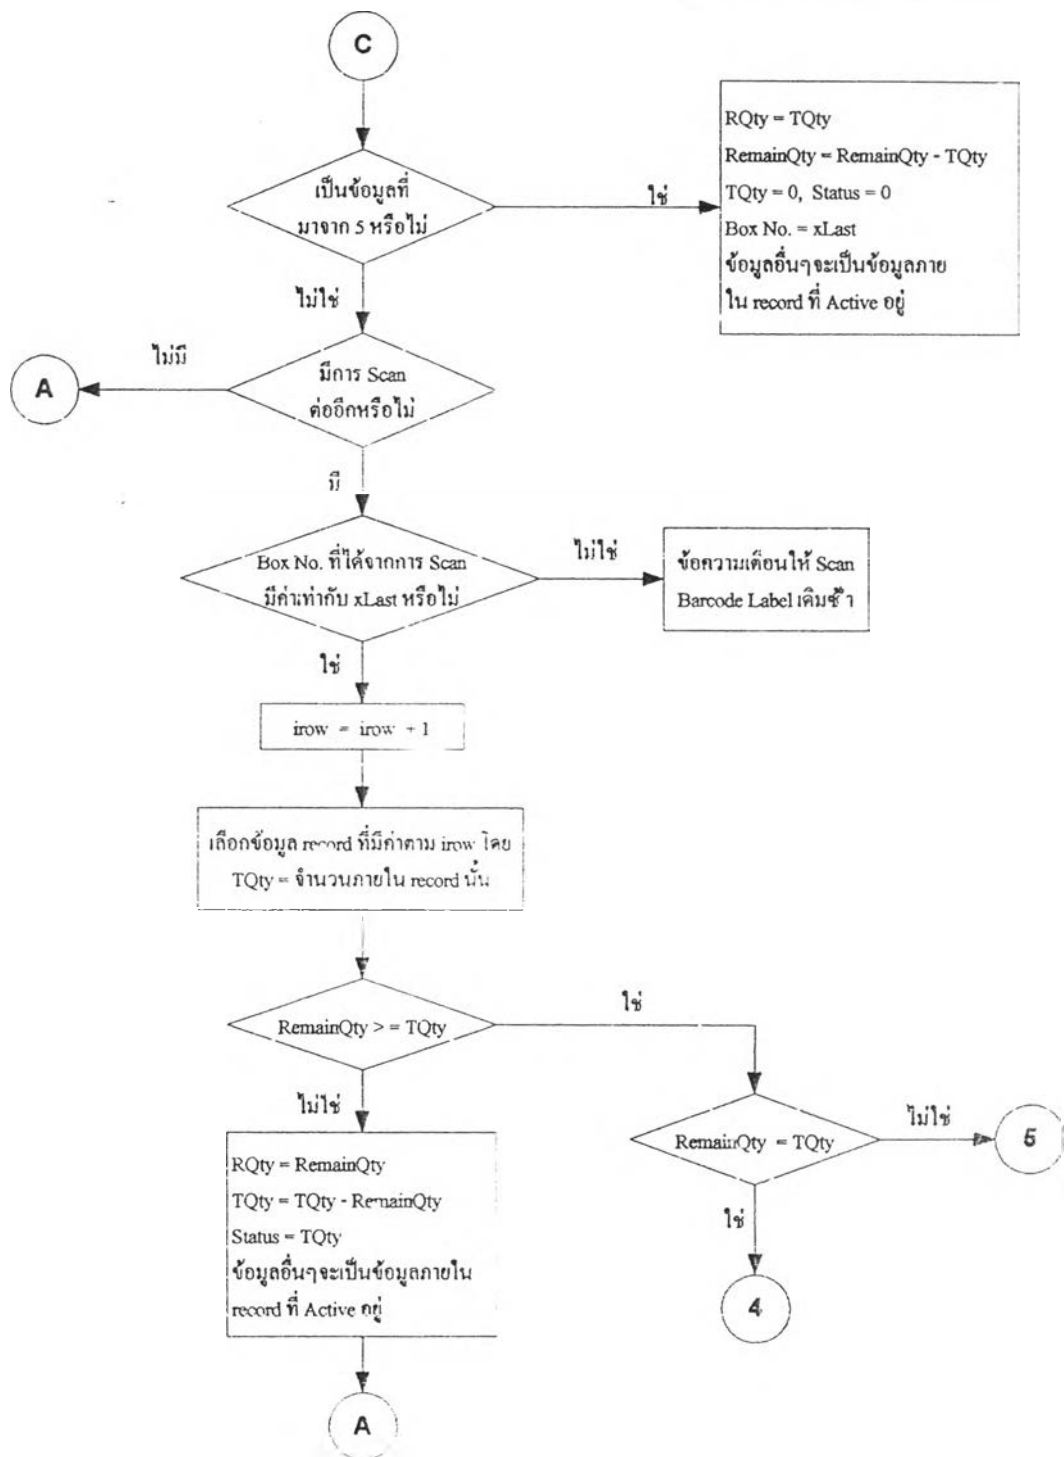 C
เป็นข้อมูลที่
มาจาก 5 หรือไม่
ใช่
RQty = TQty
RemainQty = RemainQty - TQty
TQty = 0, Status = 0
Box No. = xLast
ข้อมูลอื่นๆจะเป็นข้อมูลภาย
ใน record ที่ Active อยู่
ไม่ใช่
มีการ Scan
ต่ออีกหรือไม่
ไม่มี
A
มี
Box No. ที่ได้จากการ Scan
มีค่าเท่ากับ xLast หรือไม่
ไม่ใช่
ข้อความเตือนให้ Scan
Barcode Label เดิมซ้ำ
ใช่
irow = irow + 1
เลือกข้อมูล record ที่มีค่าตาม irow โดย
TQty = จำนวนภายใน record นั้น
RemainQty > = TQty
ใช่
ไม่ใช่
RemainQty = TQty
ไม่ใช่
5
ใช่
4
RQty = RemainQty
TQty = TQty - RemainQty
Status = TQty
ข้อมูลอื่นๆจะเป็นข้อมูลภายใน
record ที่ Active อยู่
A